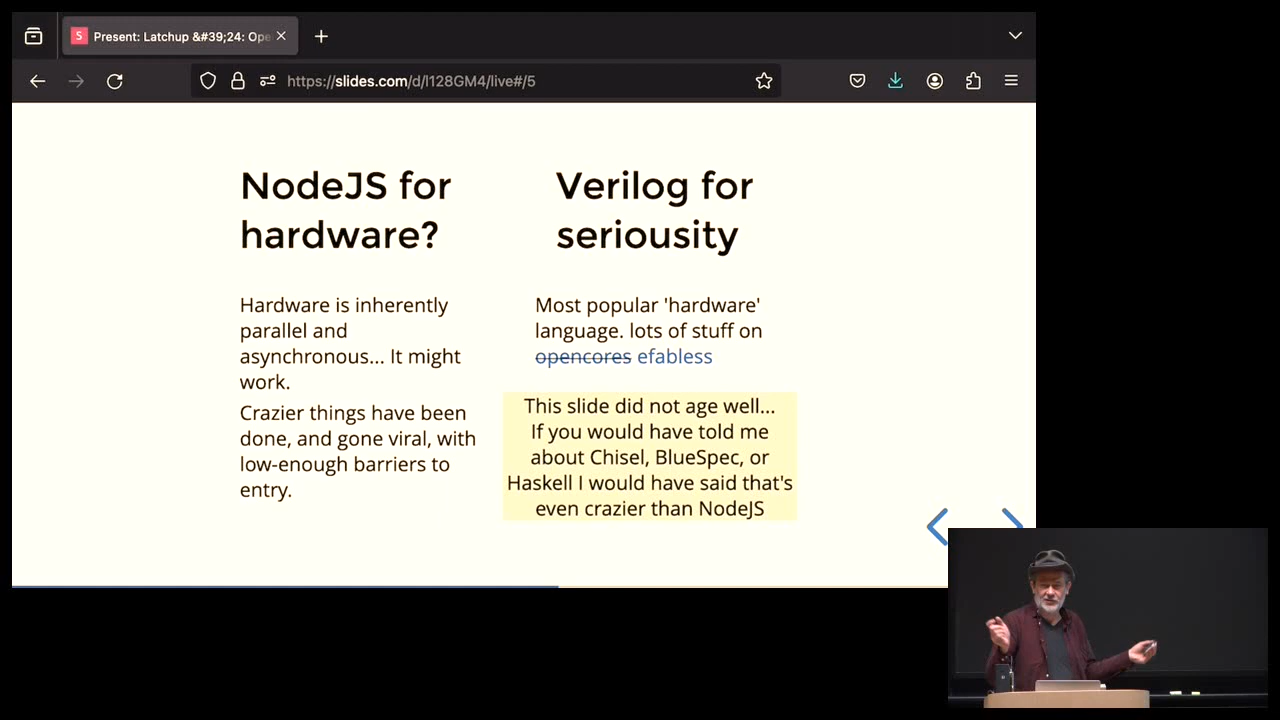 S Present: Latchup &#39;24: Ope
https://slides.com/d/l128GM4/live#/5
NodeJS for
hardware?
Hardware is inherently
parallel and
asynchronous... It might
work.
Crazier things have been
done, and gone viral, with
low-enough barriers to
entry.
Verilog for
seriousity
Most popular 'hardware'
language. lots of stuff on
opencores efabless
This slide did not age well...
If you would have told me
about Chisel, BlueSpec, or
Haskell I would have said that's
even crazier than NodeJS